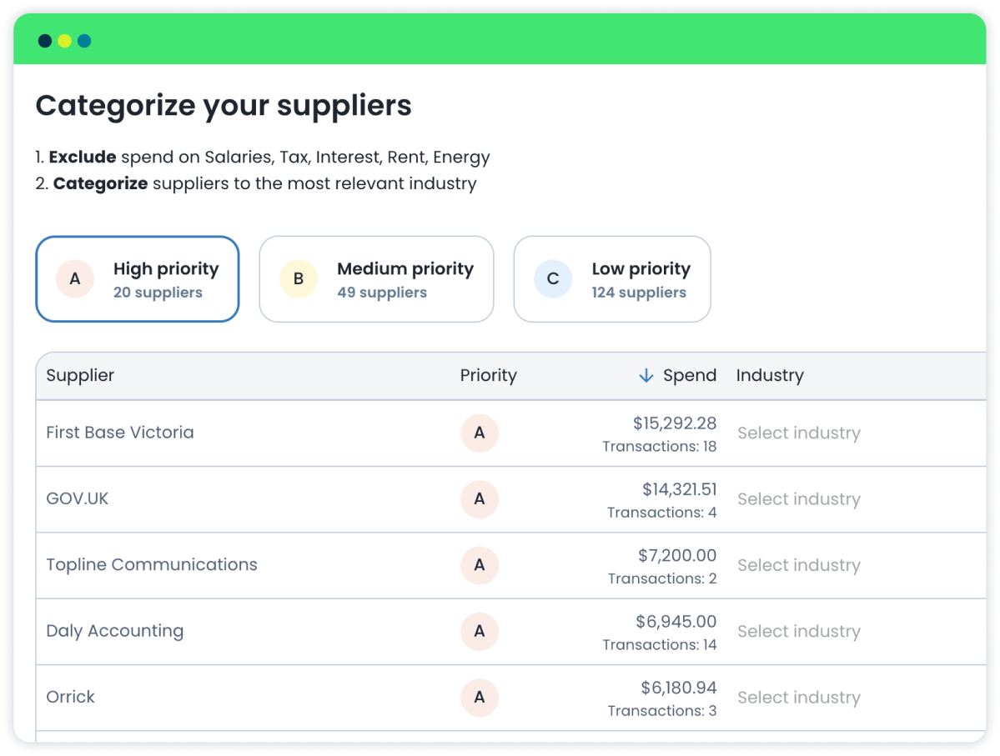 Categorize your suppliers
1. Exclude spend on Salaries, Tax, Interest, Rent, Energy
2. Categorize suppliers to the most relevant industry
A High priority
20 suppliers
B Medium priority
49 suppliers
C Low priority
124 suppliers
Supplier Priority ↓ Spend Industry
First Base Victoria A $15,292.28 Select industry
Transactions: 18
GOV.UK A $14,321.51 Select industry
Transactions: 4
Topline Communications A $7,200.00 Select industry
Transactions: 2
Daly Accounting A $6,945.00 Select industry
Transactions: 14
Orrick A $6,180.94 Select industry
Transactions: 3